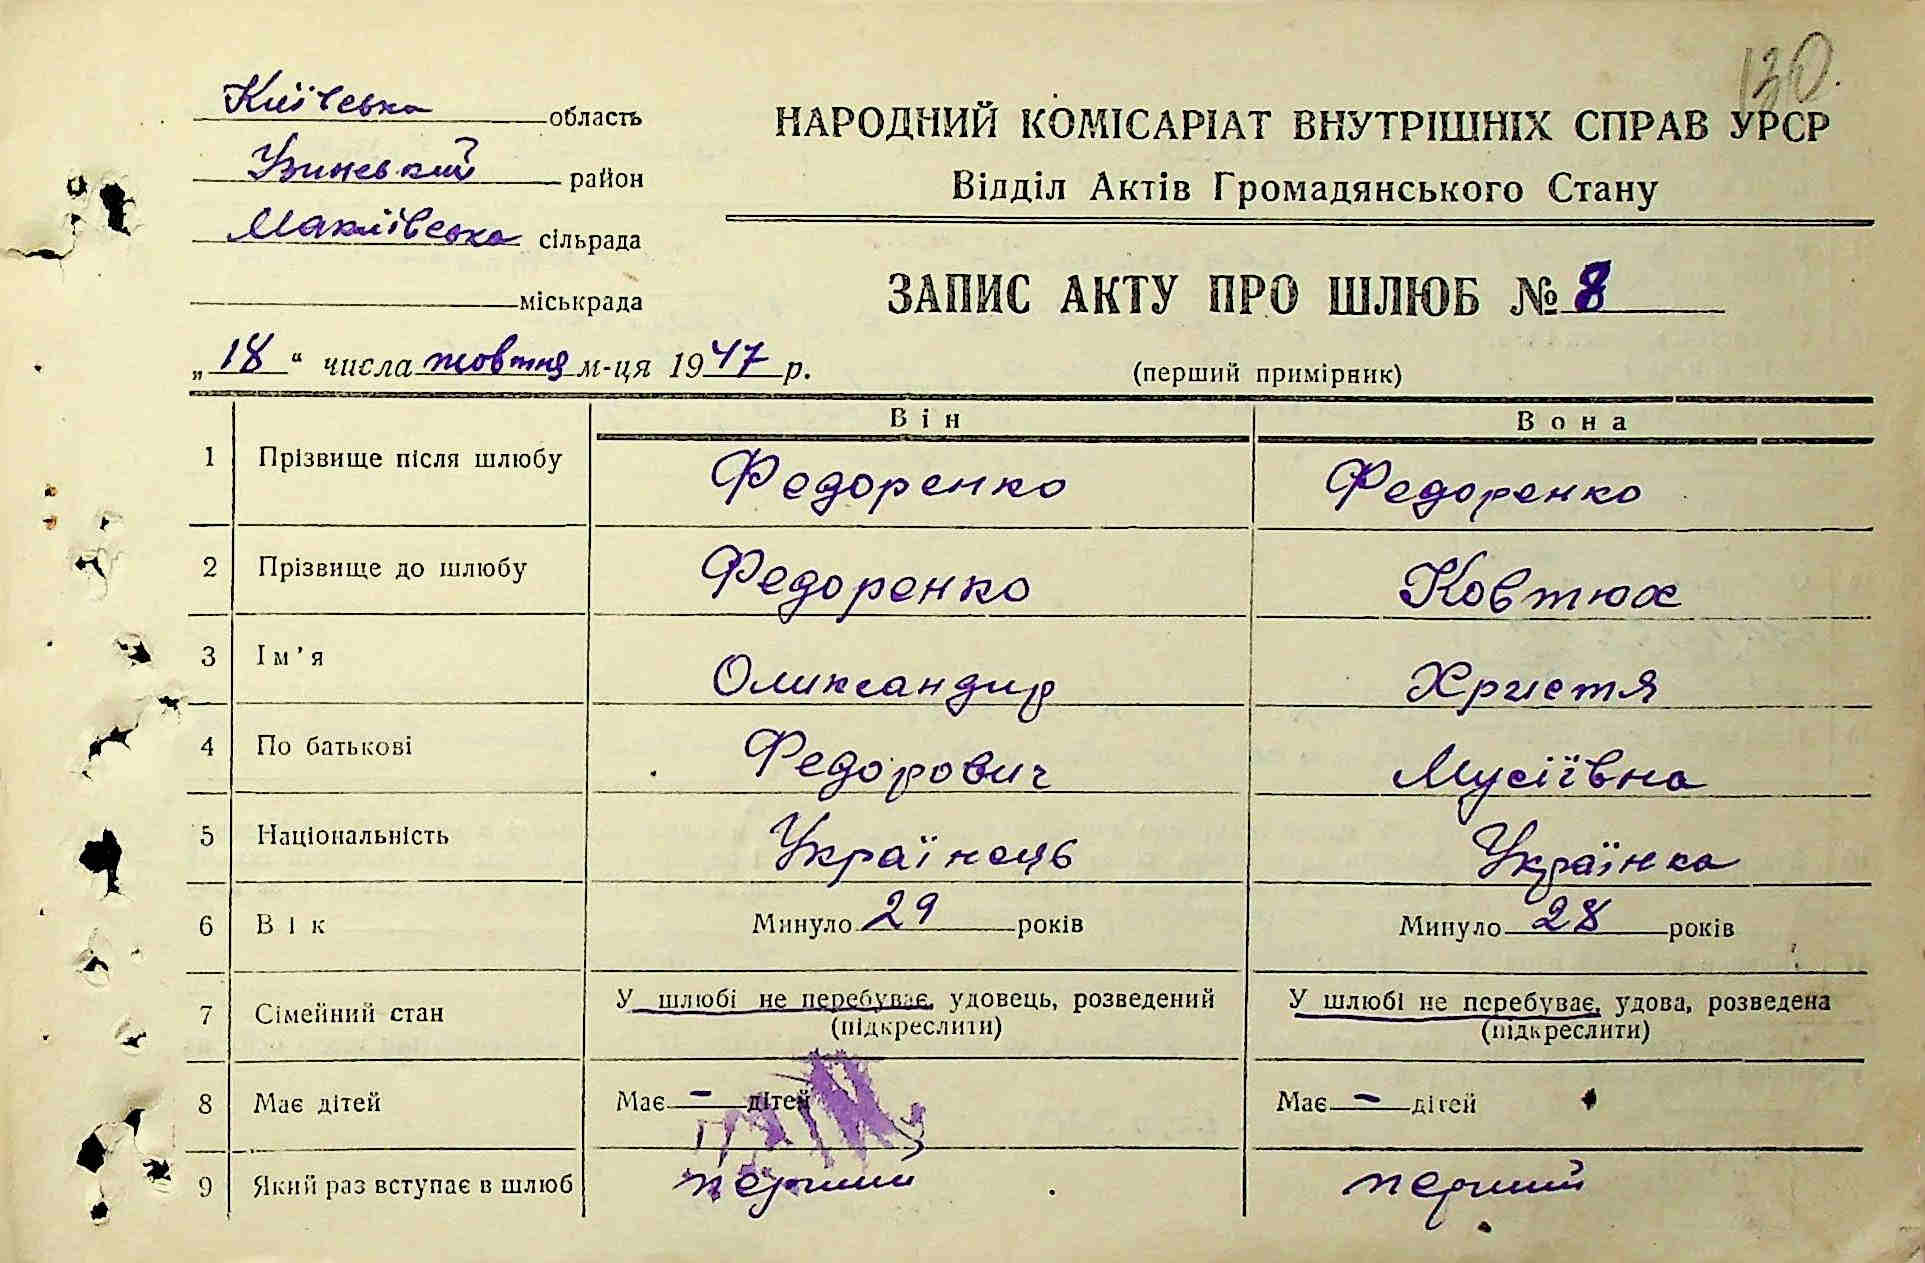 130.
Київська область
Узинський район
Макіївська сільрада
міськрада
НАРОДНИЙ КОМІСАРІАТ ВНУТРІШНІХ СПРАВ УРСР
Відділ Актів Громадянського Стану
ЗАПИС АКТУ ПРО ШЛЮБ № 8
„18“ числа жовтня м-ця 1947 р.
(перший примірник)
Він Вона
1 Прізвище після шлюбу Федоренко Федоренко
2 Прізвище до шлюбу Федоренко Ковтюх
3 Ім'я Оликсандир Христя
4 По батькові Федорович Мусіївна
5 Національність Українець Українка
6 Вік Минуло 29 років Минуло 28 років
7 Сімейний стан У шлюбі не перебуває, удовець, розведений У шлюбі не перебуває, удова, розведена
(підкреслити) (підкреслити)
8 Має дітей Має - дітей Має - дітей
9 Який раз вступає в шлюб перший перший